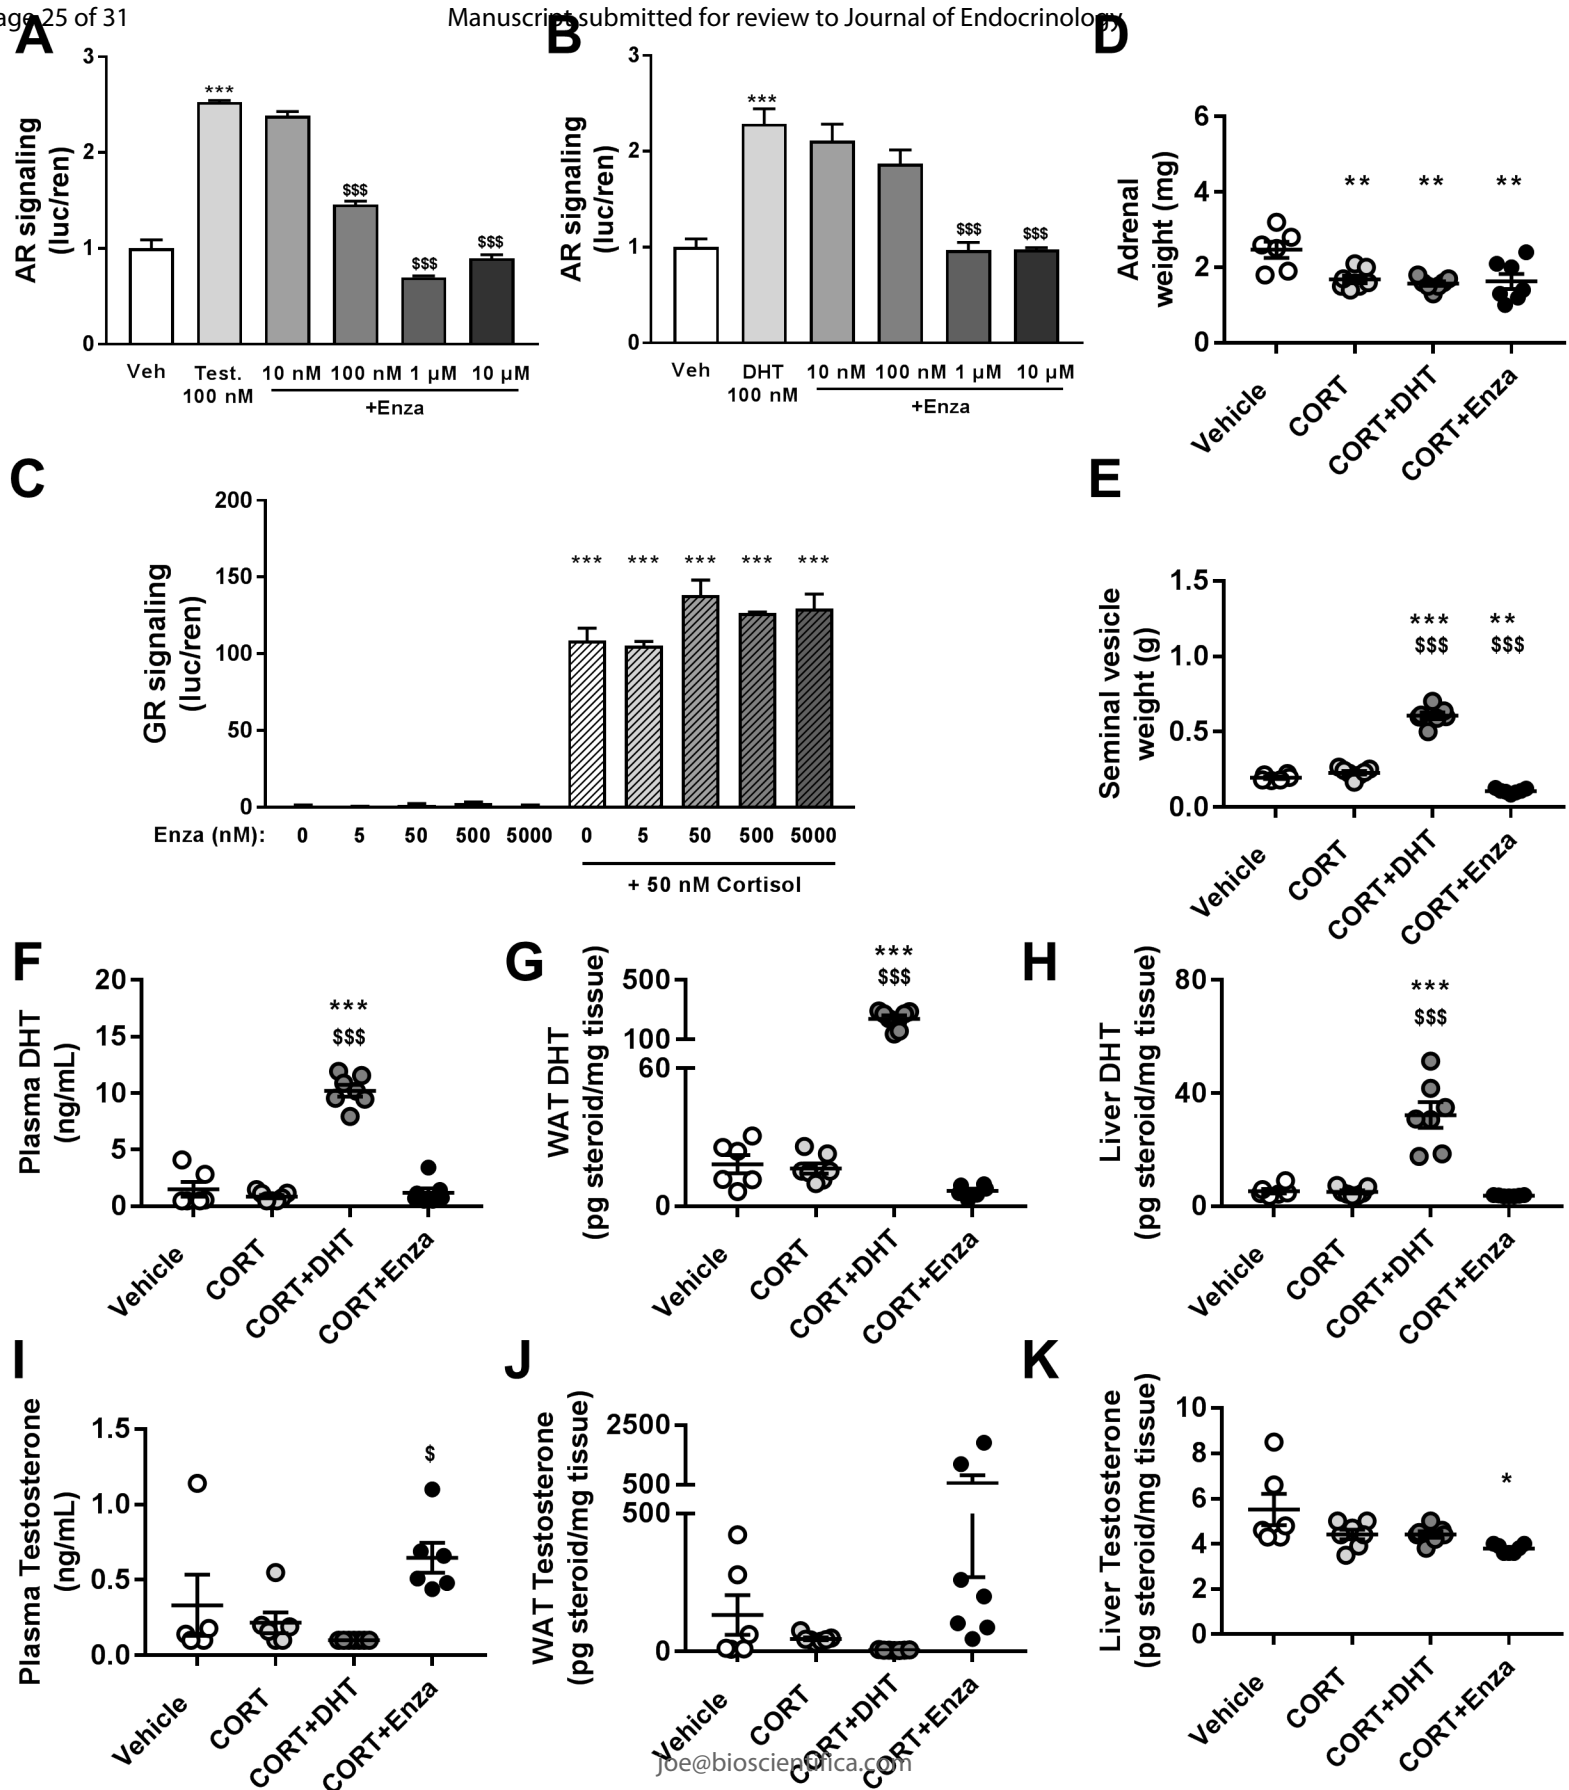 age 25 of 31
Manuscript submitted for review to Journal of Endocrinology
A
AR signaling
(luc/ren)
3
2
1
0
***
$$$
$$$
$$$
Veh
Test.
100 nM
10 nM
100 nM
1 µM
10 µM
+Enza
B
AR signaling
(luc/ren)
3
2
1
0
***
$$$
$$$
Veh
DHT
100 nM
10 nM
100 nM
1 µM
10 µM
+Enza
D
Adrenal
weight (mg)
6
4
2
0
**
**
**
Vehicle
CORT
CORT+DHT
CORT+Enza
C
GR signaling
(luc/ren)
200
150
100
50
0
***
***
***
***
***
Enza (nM): 0 5 50 500 5000 0 5 50 500 5000
+ 50 nM Cortisol
E
Seminal vesicle
weight (g)
1.5
1.0
0.5
0.0
***
$$$
**
$$$
Vehicle
CORT
CORT+DHT
CORT+Enza
F
Plasma DHT
(ng/mL)
20
15
10
5
0
***
$$$
Vehicle
CORT
CORT+DHT
CORT+Enza
G
WAT DHT
(pg steroid/mg tissue)
500
100
60
0
***
$$$
Vehicle
CORT
CORT+DHT
CORT+Enza
H
Liver DHT
(pg steroid/mg tissue)
80
40
0
***
$$$
Vehicle
CORT
CORT+DHT
CORT+Enza
I
Plasma Testosterone
(ng/mL)
1.5
1.0
0.5
0.0
$
Vehicle
CORT
CORT+DHT
CORT+Enza
J
WAT Testosterone
(pg steroid/mg tissue)
2500
500
500
0
Vehicle
CORT
CORT+DHT
CORT+Enza
K
Liver Testosterone
(pg steroid/mg tissue)
10
8
6
4
2
0
*
Vehicle
CORT
CORT+DHT
CORT+Enza
joe@bioscientifica.com